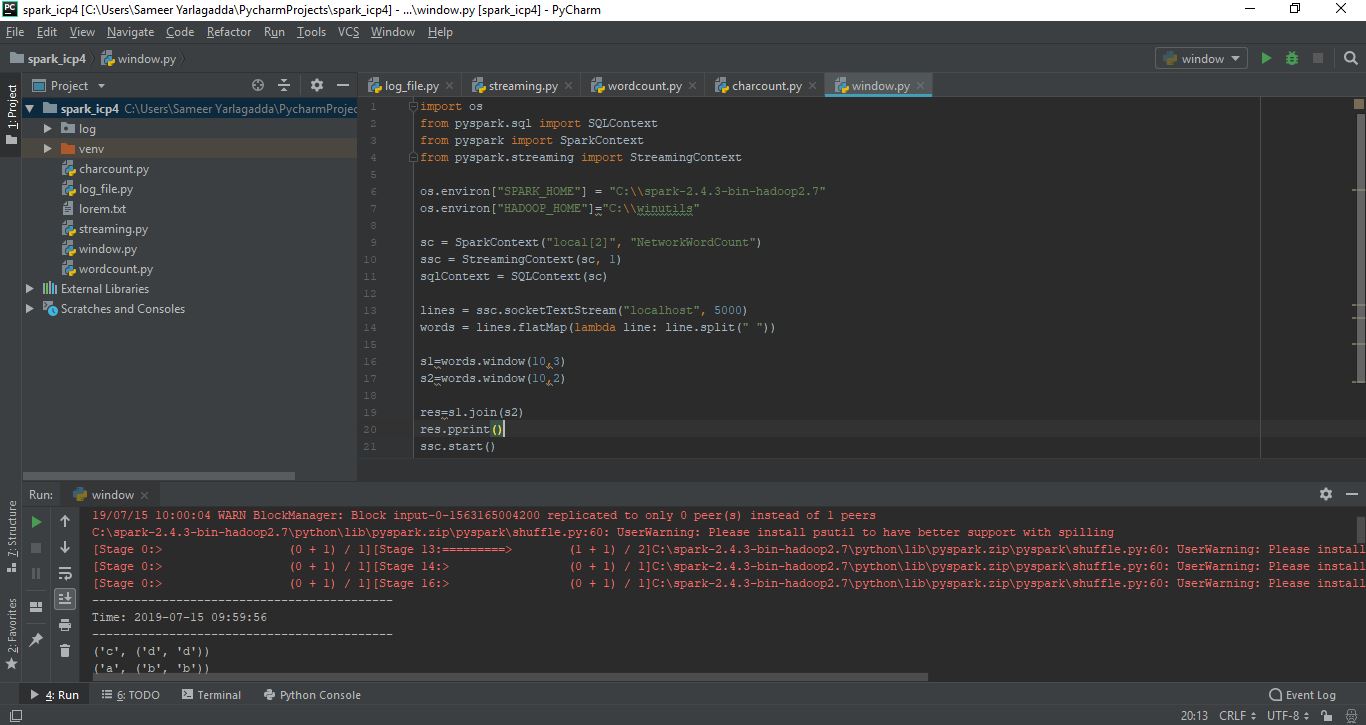 PC spark_icp4 [C:\Users\Sameer Yarlagadda\PycharmProjects\spark_icp4] - ...\window.py [spark_icp4] - PyCharm
File Edit View Navigate Code Refactor Run Tools VCS Window Help
spark_icp4 window.py window
Project log_file.py streaming.py wordcount.py charcount.py window.py
1: Project
spark_icp4 C:\Users\Sameer Yarlagadda\PycharmProjec
log
venv
charcount.py
log_file.py
lorem.txt
streaming.py
window.py
wordcount.py
External Libraries
Scratches and Consoles
1 import os
2 from pyspark.sql import SQLContext
3 from pyspark import SparkContext
4 from pyspark.streaming import StreamingContext
5
6 os.environ["SPARK_HOME"] = "C:\\spark-2.4.3-bin-hadoop2.7"
7 os.environ["HADOOP_HOME"]="C:\\winutils"
8
9 sc = SparkContext("local[2]", "NetworkWordCount")
10 ssc = StreamingContext(sc, 1)
11 sqlContext = SQLContext(sc)
12
13 lines = ssc.socketTextStream("localhost", 5000)
14 words = lines.flatMap(lambda line: line.split(" "))
15
16 s1=words.window(10,3)
17 s2=words.window(10,2)
18
19 res=s1.join(s2)
20 res.pprint()
21 ssc.start()
Run: window
7: Structure
2: Favorites
19/07/15 10:00:04 WARN BlockManager: Block input-0-1563165004200 replicated to only 0 peer(s) instead of 1 peers
C:\spark-2.4.3-bin-hadoop2.7\python\lib\pyspark.zip\pyspark\shuffle.py:60: UserWarning: Please install psutil to have better support with spilling
[Stage 0:> (0 + 1) / 1][Stage 13:=========> (1 + 1) / 2]C:\spark-2.4.3-bin-hadoop2.7\python\lib\pyspark.zip\pyspark\shuffle.py:60: UserWarning: Please install
[Stage 0:> (0 + 1) / 1][Stage 14:> (0 + 1) / 1]C:\spark-2.4.3-bin-hadoop2.7\python\lib\pyspark.zip\pyspark\shuffle.py:60: UserWarning: Please install
[Stage 0:> (0 + 1) / 1][Stage 16:> (0 + 1) / 1]C:\spark-2.4.3-bin-hadoop2.7\python\lib\pyspark.zip\pyspark\shuffle.py:60: UserWarning: Please install
-------------------------------------------
Time: 2019-07-15 09:59:56
-------------------------------------------
('c', ('d', 'd'))
('a', ('b', 'b'))
4: Run 6: TODO Terminal Python Console Event Log
20:13 CRLF UTF-8